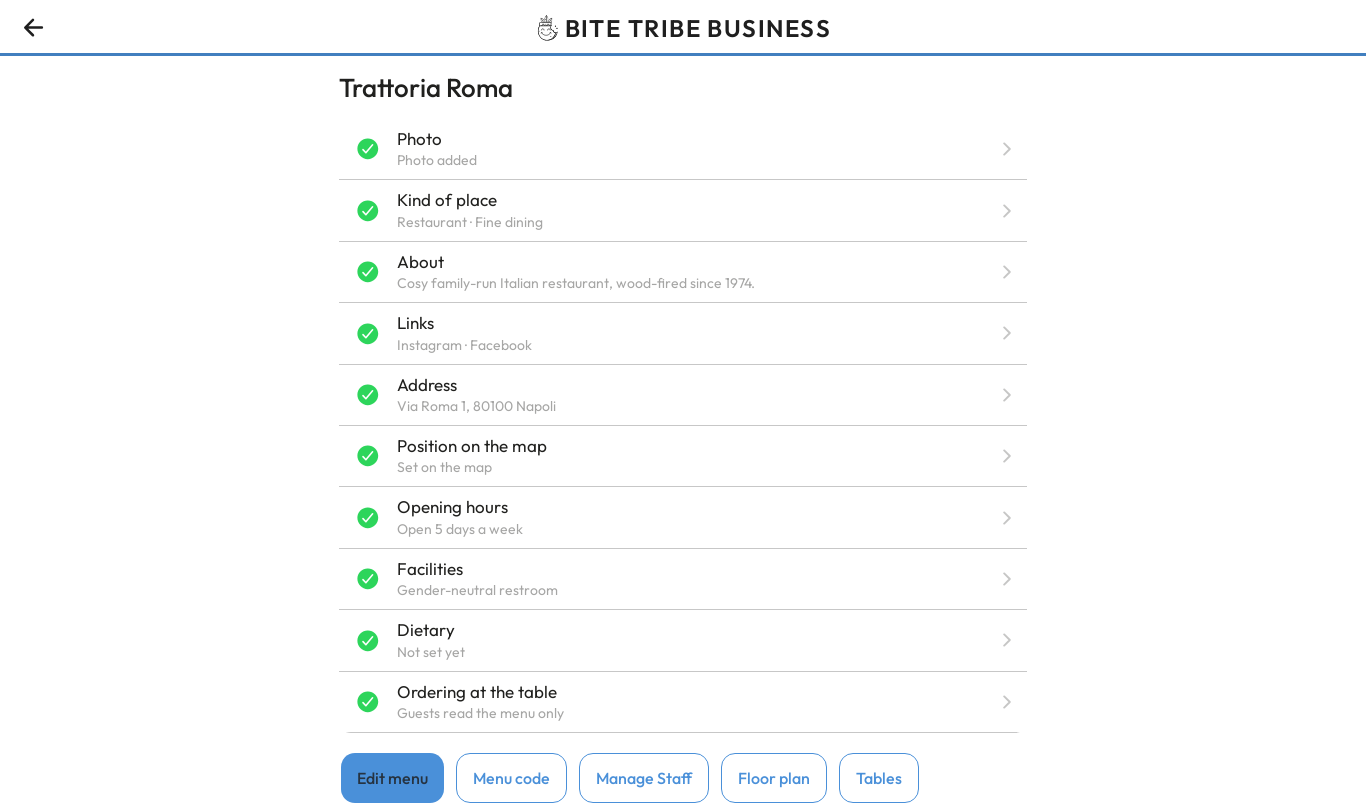 BITE TRIBE BUSINESS
Trattoria Roma
Photo
Photo added
Kind of place
Restaurant · Fine dining
About
Cosy family-run Italian restaurant, wood-fired since 1974.
Links
Instagram · Facebook
Address
Via Roma 1, 80100 Napoli
Position on the map
Set on the map
Opening hours
Open 5 days a week
Facilities
Gender-neutral restroom
Dietary
Not set yet
Ordering at the table
Guests read the menu only
Edit menu Menu code Manage Staff Floor plan Tables